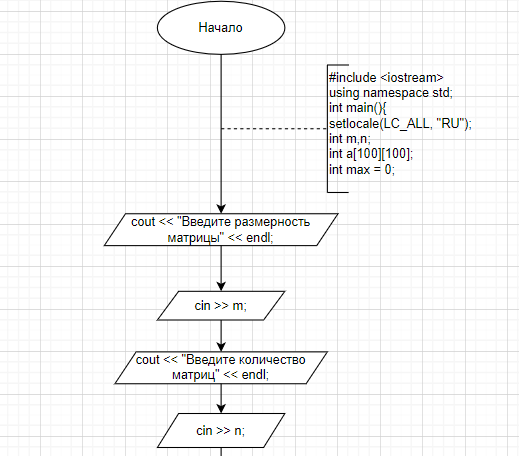 Начало
#include <iostream>
using namespace std;
int main(){
setlocale(LC_ALL, "RU");
int m,n;
int a[100][100];
int max = 0;
cout << "Введите размерность
матрицы" << endl;
cin >> m;
cout << "Введите количество
матриц" << endl;
cin >> n;